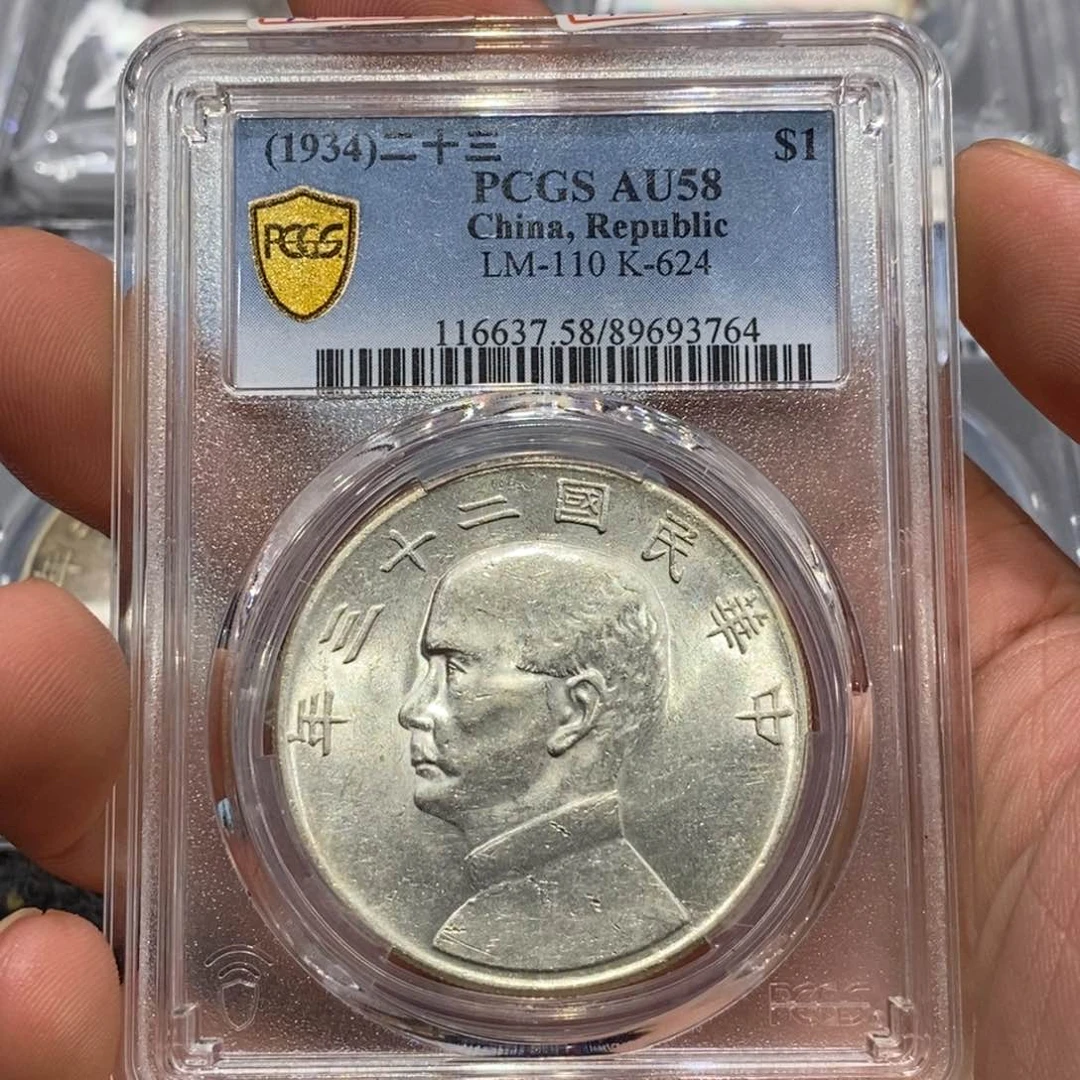 (1934)二十三 $1
PCGS AU58
China, Republic
LM-110 K-624
116637.58/89693764
PCGS
中華民國二十三年
PCGS